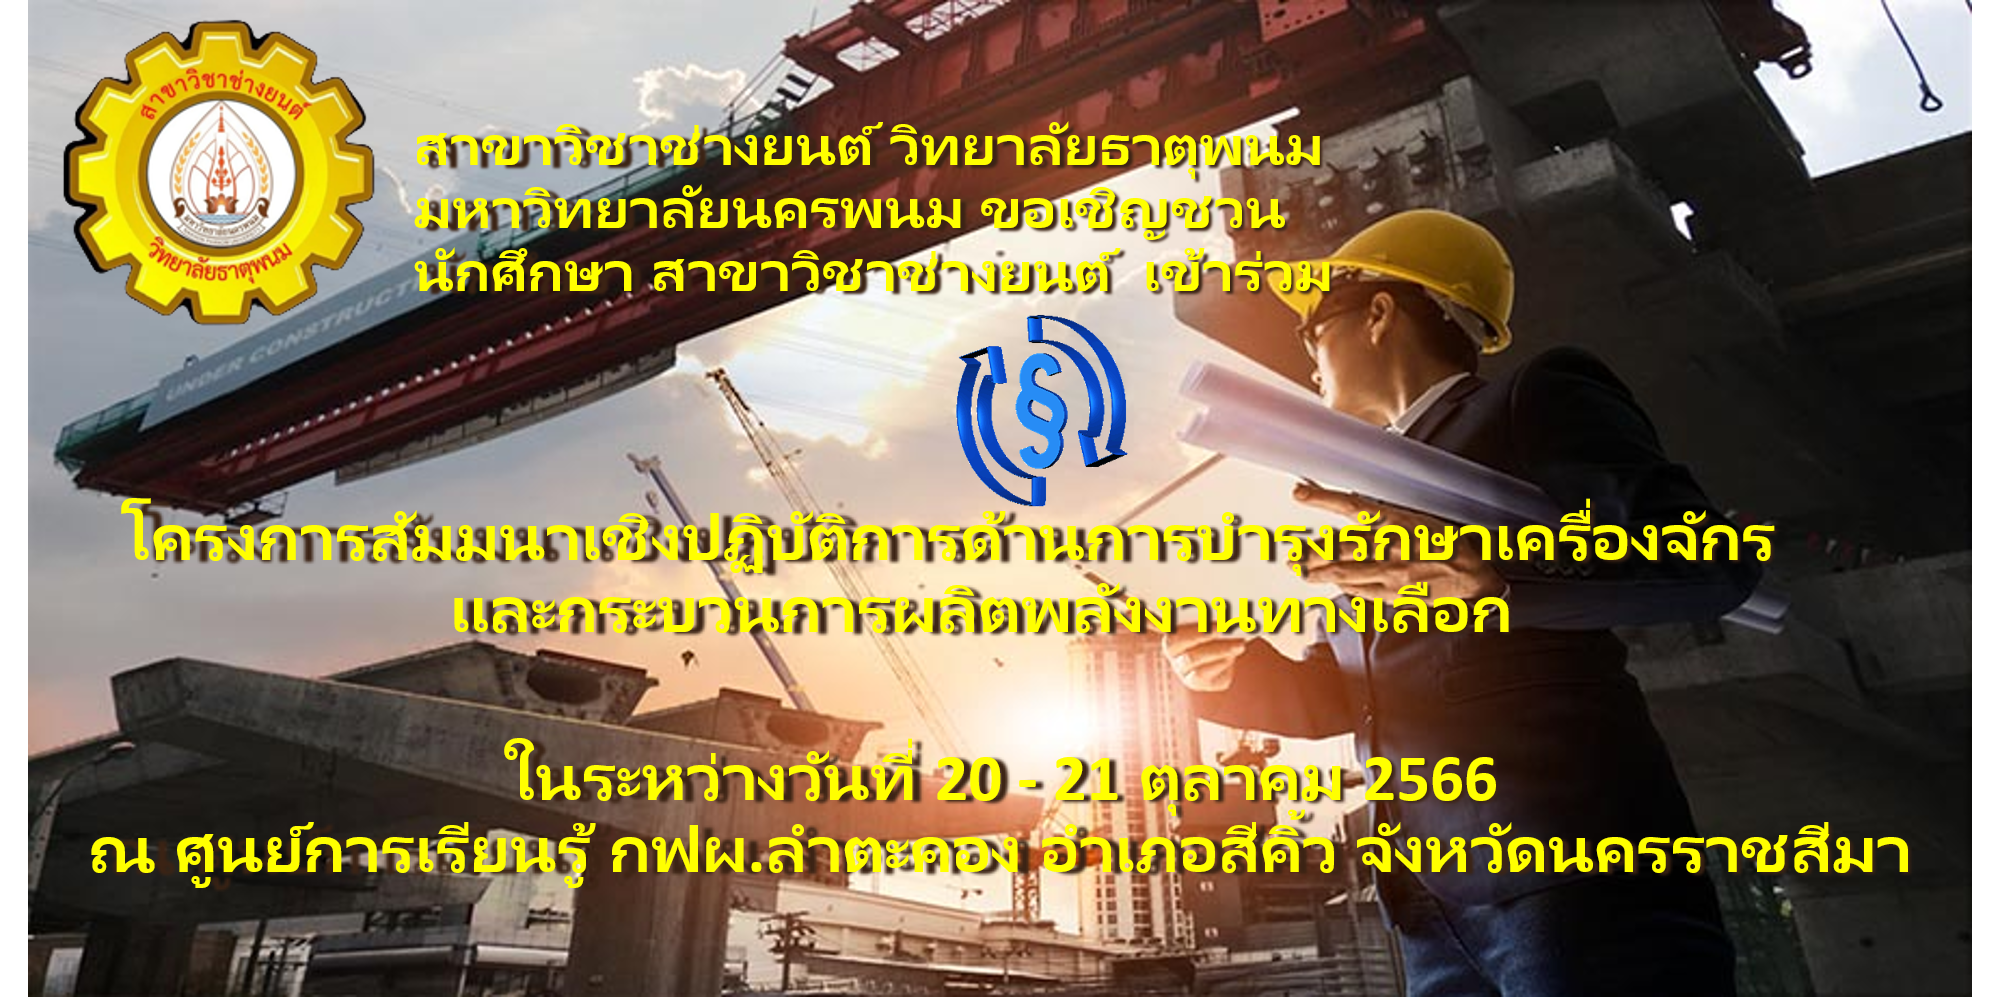 สาขาวิชาช่างยนต์
วิทยาลัยธาตุพนม
สาขาวิชาช่างยนต์ วิทยาลัยธาตุพนม
มหาวิทยาลัยนครพนม ขอเชิญชวน
นักศึกษา สาขาวิชาช่างยนต์ เข้าร่วม
UNDER CONSTRUCT
§
โครงการสัมมนาเชิงปฏิบัติการด้านการบำรุงรักษาเครื่องจักร
และกระบวนการผลิตพลังงานทางเลือก
ในระหว่างวันที่ 20 - 21 ตุลาคม 2566
ณ ศูนย์การเรียนรู้ กฟผ.ลำตะคอง อำเภอสีคิ้ว จังหวัดนครราชสีมา